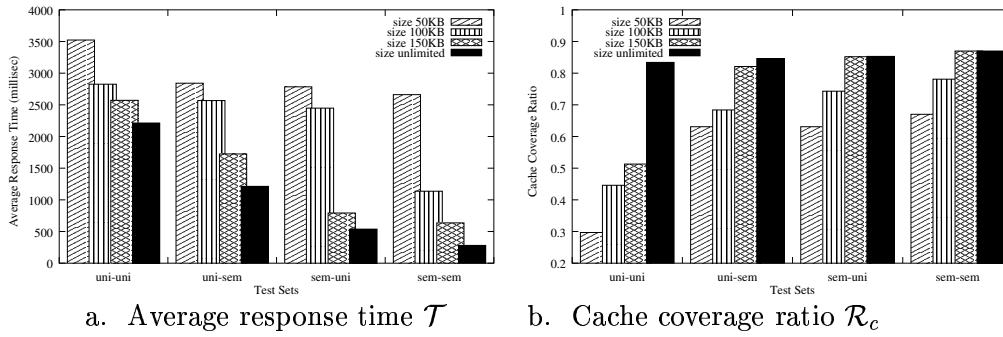 4000
3500
3000
2500
2000
1500
1000
500
0
Average Response Time (millisec)
size 50KB
size 100KB
size 150KB
size unlimited
uni-uni
uni-sem
sem-uni
sem-sem
Test Sets
a. Average response time 𝒯
1
0.9
0.8
0.7
0.6
0.5
0.4
0.3
0.2
Cache Coverage Ratio
size 50KB
size 100KB
size 150KB
size unlimited
uni-uni
uni-sem
sem-uni
sem-sem
Test Sets
b. Cache coverage ratio ℛc